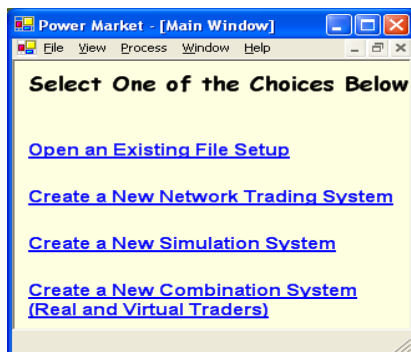 Power Market - [Main Window]
File View Process Window Help
Select One of the Choices Below
Open an Existing File Setup
Create a New Network Trading System
Create a New Simulation System
Create a New Combination System
(Real and Virtual Traders)